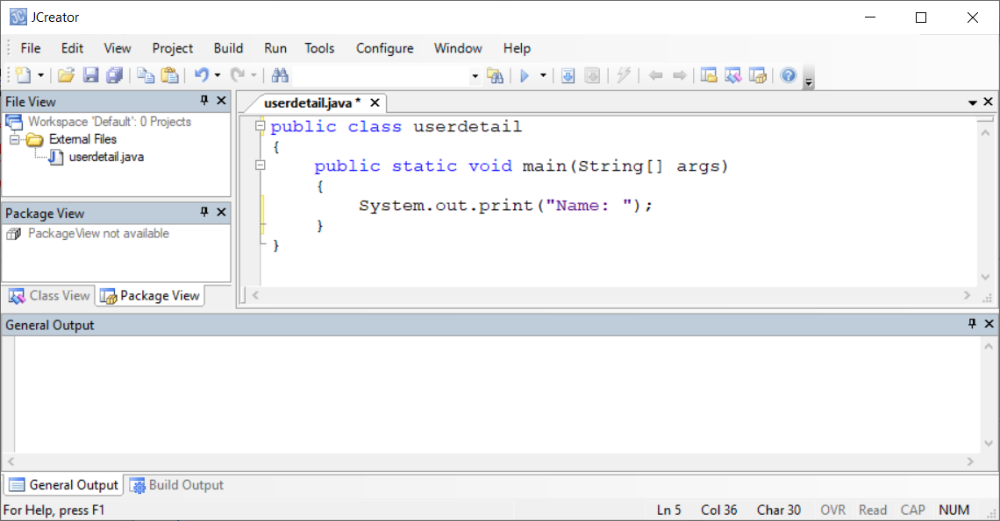 JCreator
File Edit View Project Build Run Tools Configure Window Help
File View
Workspace 'Default': 0 Projects
External Files
userdetail.java
Package View
PackageView not available
Class View Package View
userdetail.java *
public class userdetail
{
public static void main(String[] args)
{
System.out.print("Name: ");
}
}
General Output
General Output Build Output
For Help, press F1 Ln 5 Col 36 Char 30 OVR Read CAP NUM